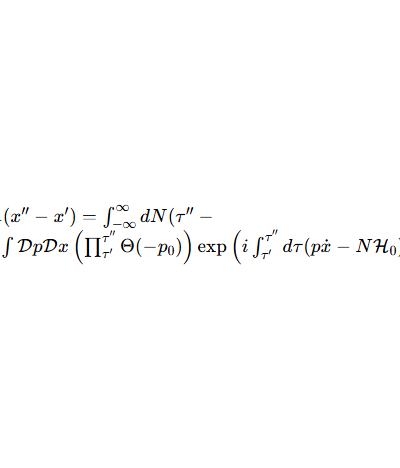 (x″ − x′) = ∫_{−∞}^{∞} dN(τ″ −
∫ 𝒟p𝒟x (∏_{τ′}^{τ″} Θ(−p₀)) exp (i ∫_{τ′}^{τ″} dτ(pẋ − Nℋ₀)